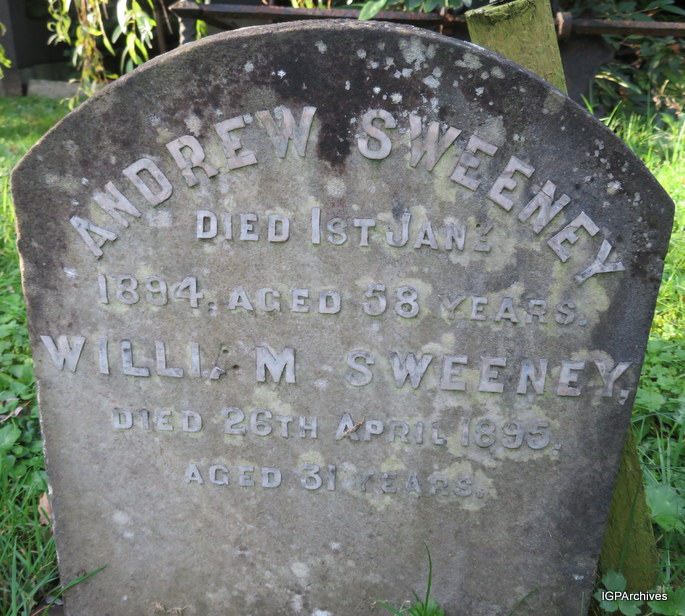 ANDREW SWEENEY
DIED 1ST JANY
1894, AGED 58 YEARS.
WILLIAM SWEENEY,
DIED 26TH APRIL 1895,
AGED 31 YEARS.
IGPArchives